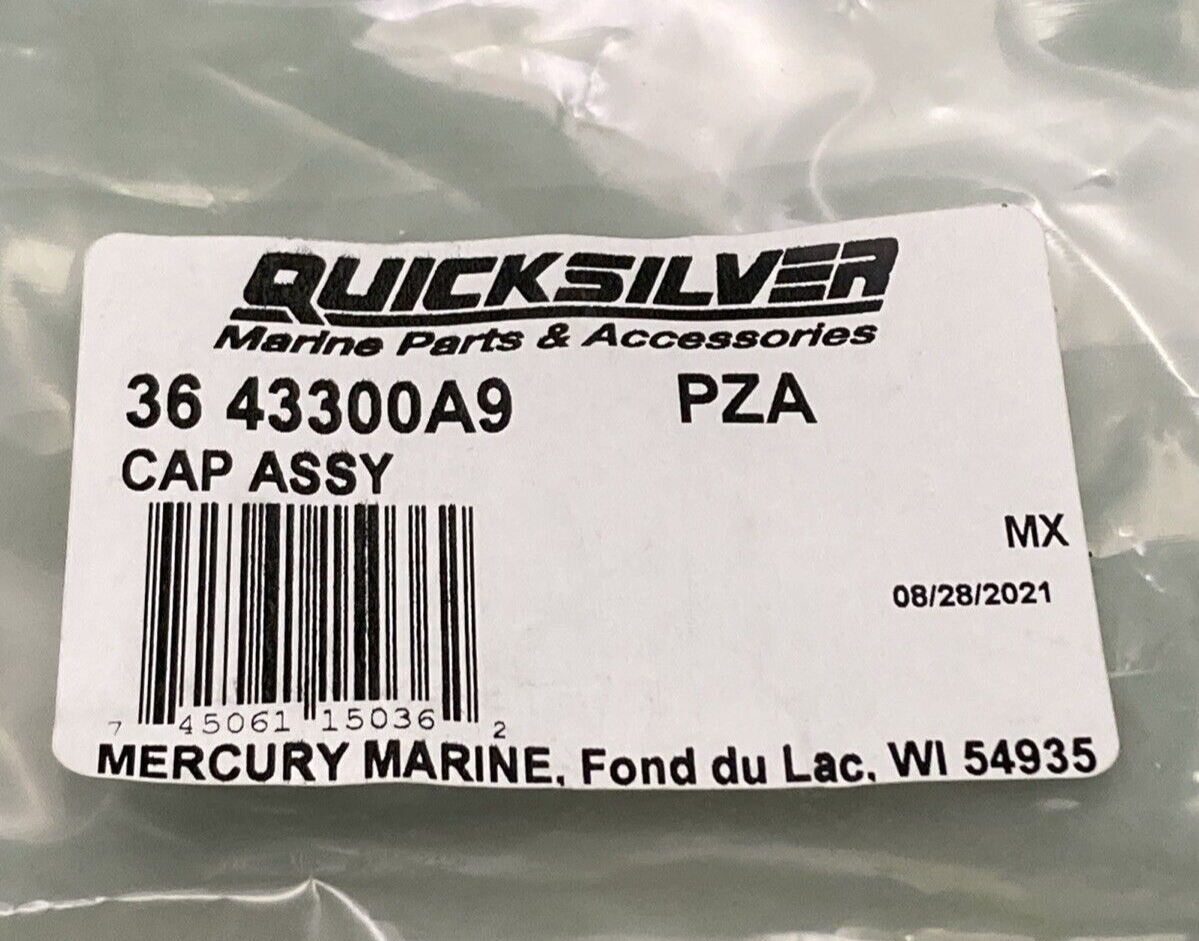 QUICKSILVER
Marine Parts & Accessories
36 43300A9 PZA
CAP ASSY
MX
08/28/2021
7 45061 15036 2
MERCURY MARINE, Fond du Lac, WI 54935